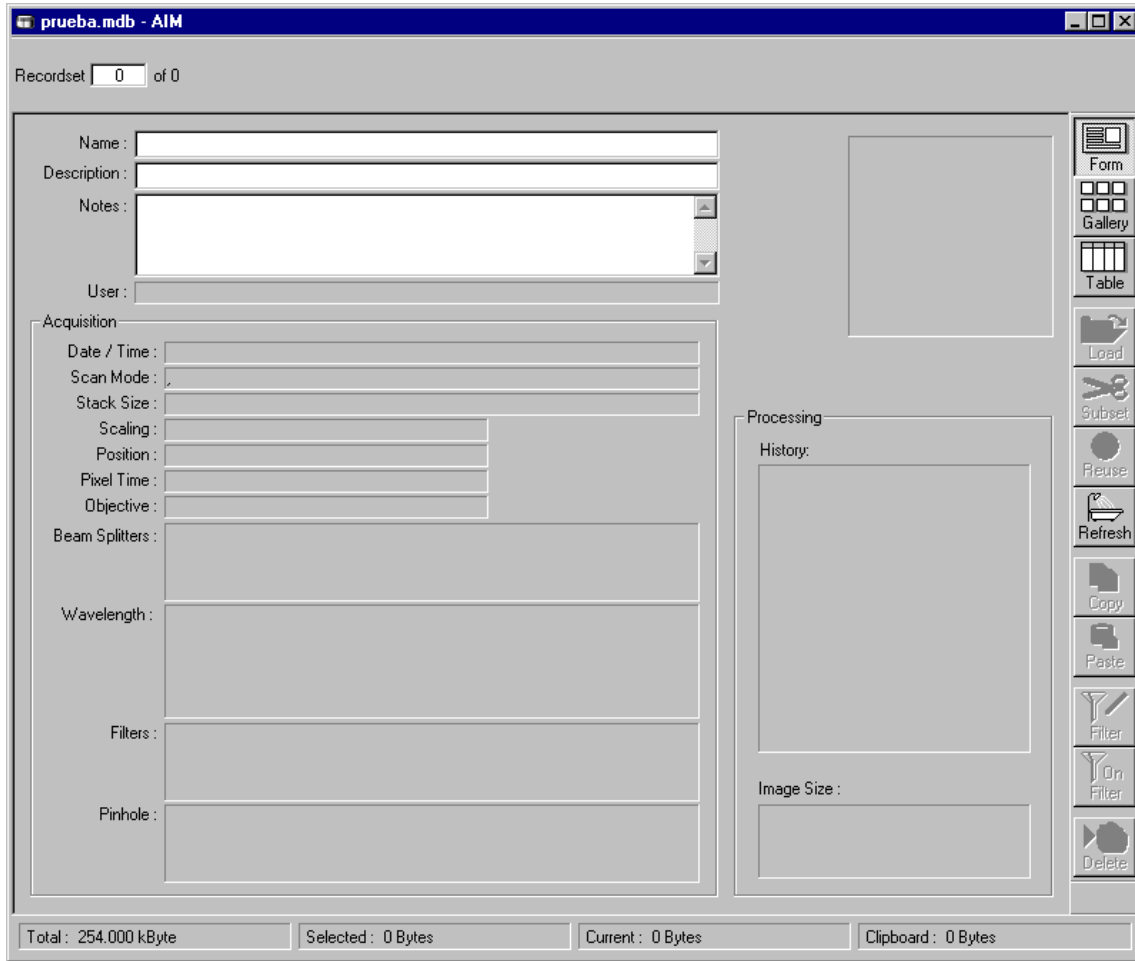 prueba.mdb - AIM
Recordset 0 of 0
Name :
Description :
Notes :
User :
Acquisition
Date / Time :
Scan Mode : ,
Stack Size :
Scaling :
Position :
Pixel Time :
Objective :
Beam Splitters :
Wavelength :
Filters :
Pinhole :
Processing
History:
Image Size :
Form
Gallery
Table
Load
Subset
Reuse
Refresh
Copy
Paste
Filter
On
Filter
Delete
Total : 254.000 kByte
Selected : 0 Bytes
Current : 0 Bytes
Clipboard : 0 Bytes